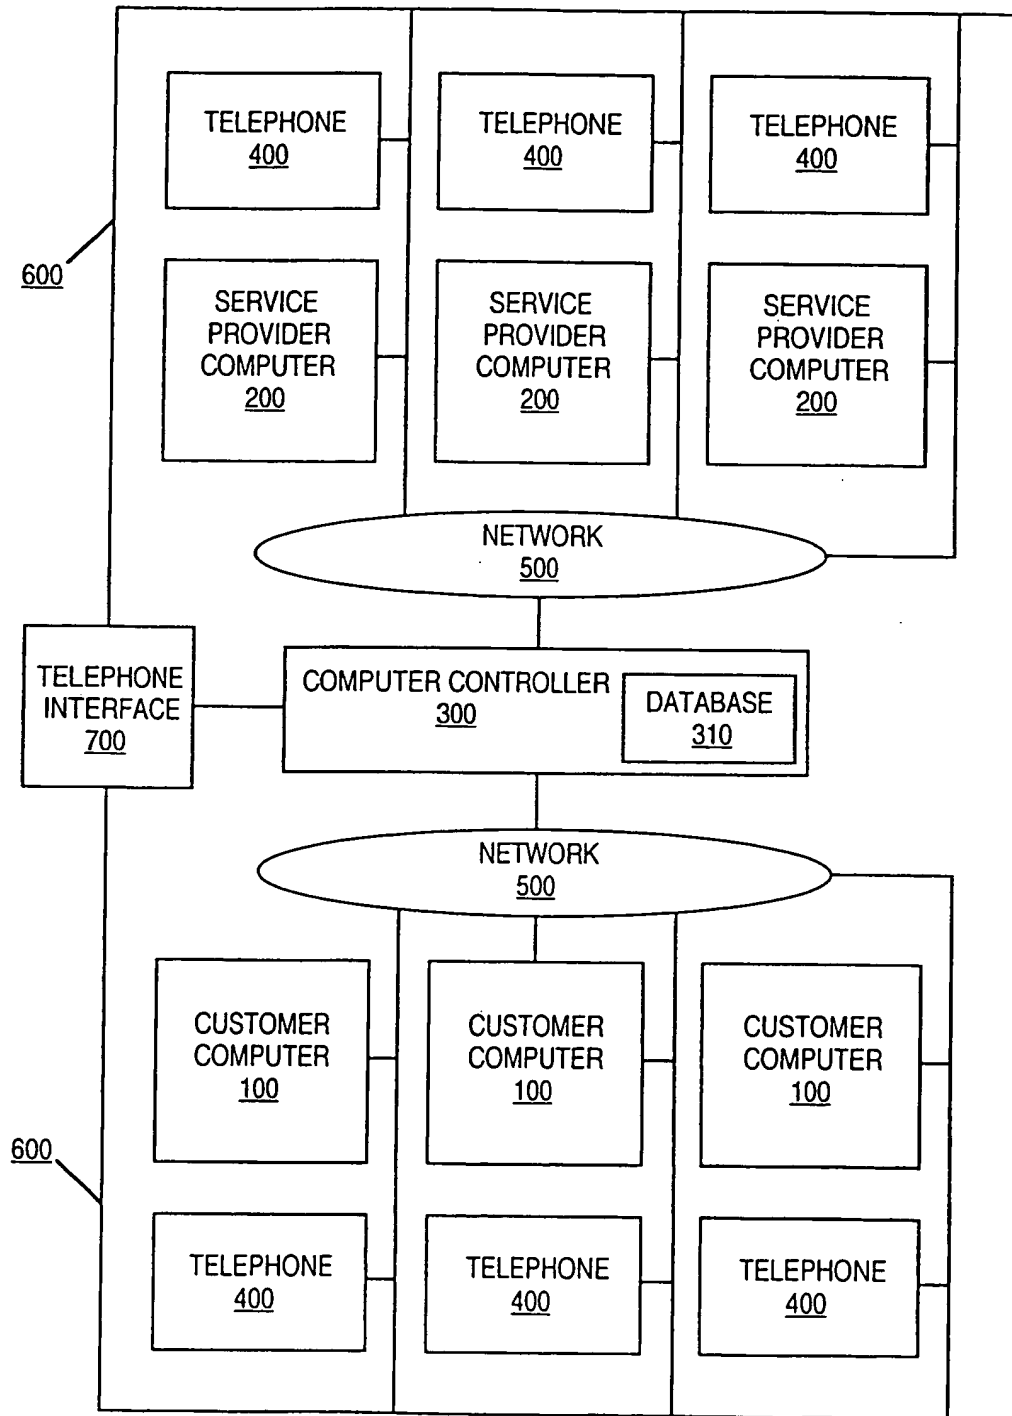 TELEPHONE
400
TELEPHONE
400
TELEPHONE
400
600
SERVICE
PROVIDER
COMPUTER
200
SERVICE
PROVIDER
COMPUTER
200
SERVICE
PROVIDER
COMPUTER
200
NETWORK
500
TELEPHONE
INTERFACE
700
COMPUTER CONTROLLER
300
DATABASE
310
NETWORK
500
CUSTOMER
COMPUTER
100
CUSTOMER
COMPUTER
100
CUSTOMER
COMPUTER
100
600
TELEPHONE
400
TELEPHONE
400
TELEPHONE
400